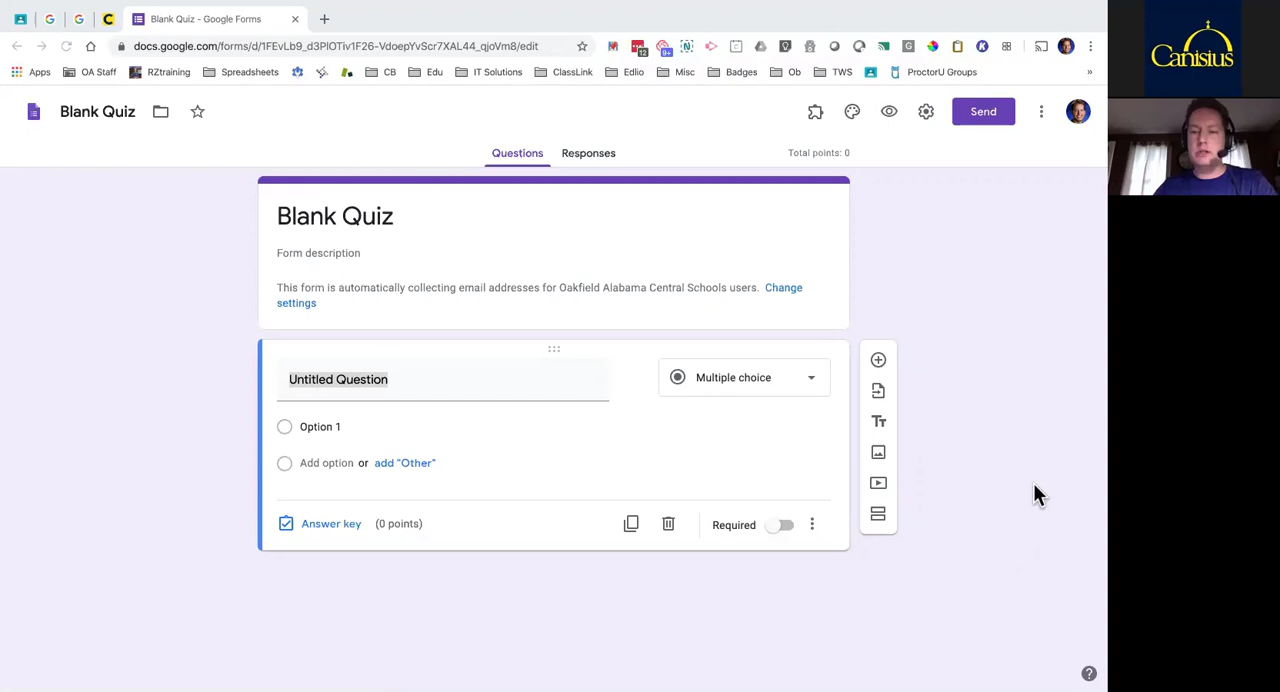 Blank Quiz - Google Forms
docs.google.com/forms/d/1FEvLb9_d3PlOTiv1F26-VdoepYvScr7XAL44_qjoVm8/edit
12
9+
Apps OA Staff RZtraining Spreadsheets CB Edu IT Solutions ClassLink Edlio Misc Badges Ob TWS ProctorU Groups »
Canisius
Blank Quiz
Send
Questions Responses Total points: 0
Blank Quiz
Form description
This form is automatically collecting email addresses for Oakfield Alabama Central Schools users. Change
settings
Untitled Question
Multiple choice
Option 1
Add option or add "Other"
Tт
Answer key (0 points)
Required